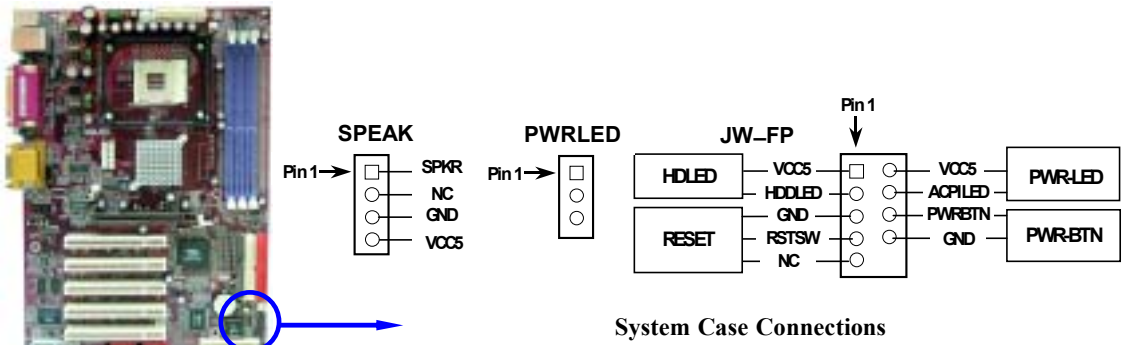 SPEAK
Pin 1
SPKR
NC
GND
VCC5
PWRLED
Pin 1
JW-FP
Pin 1
HDLED
RESET
VCC5
HDDLED
GND
RSTSW
NC
VCC5
ACPILED
PWRBTN
GND
PWR-LED
PWR-BTN
System Case Connections